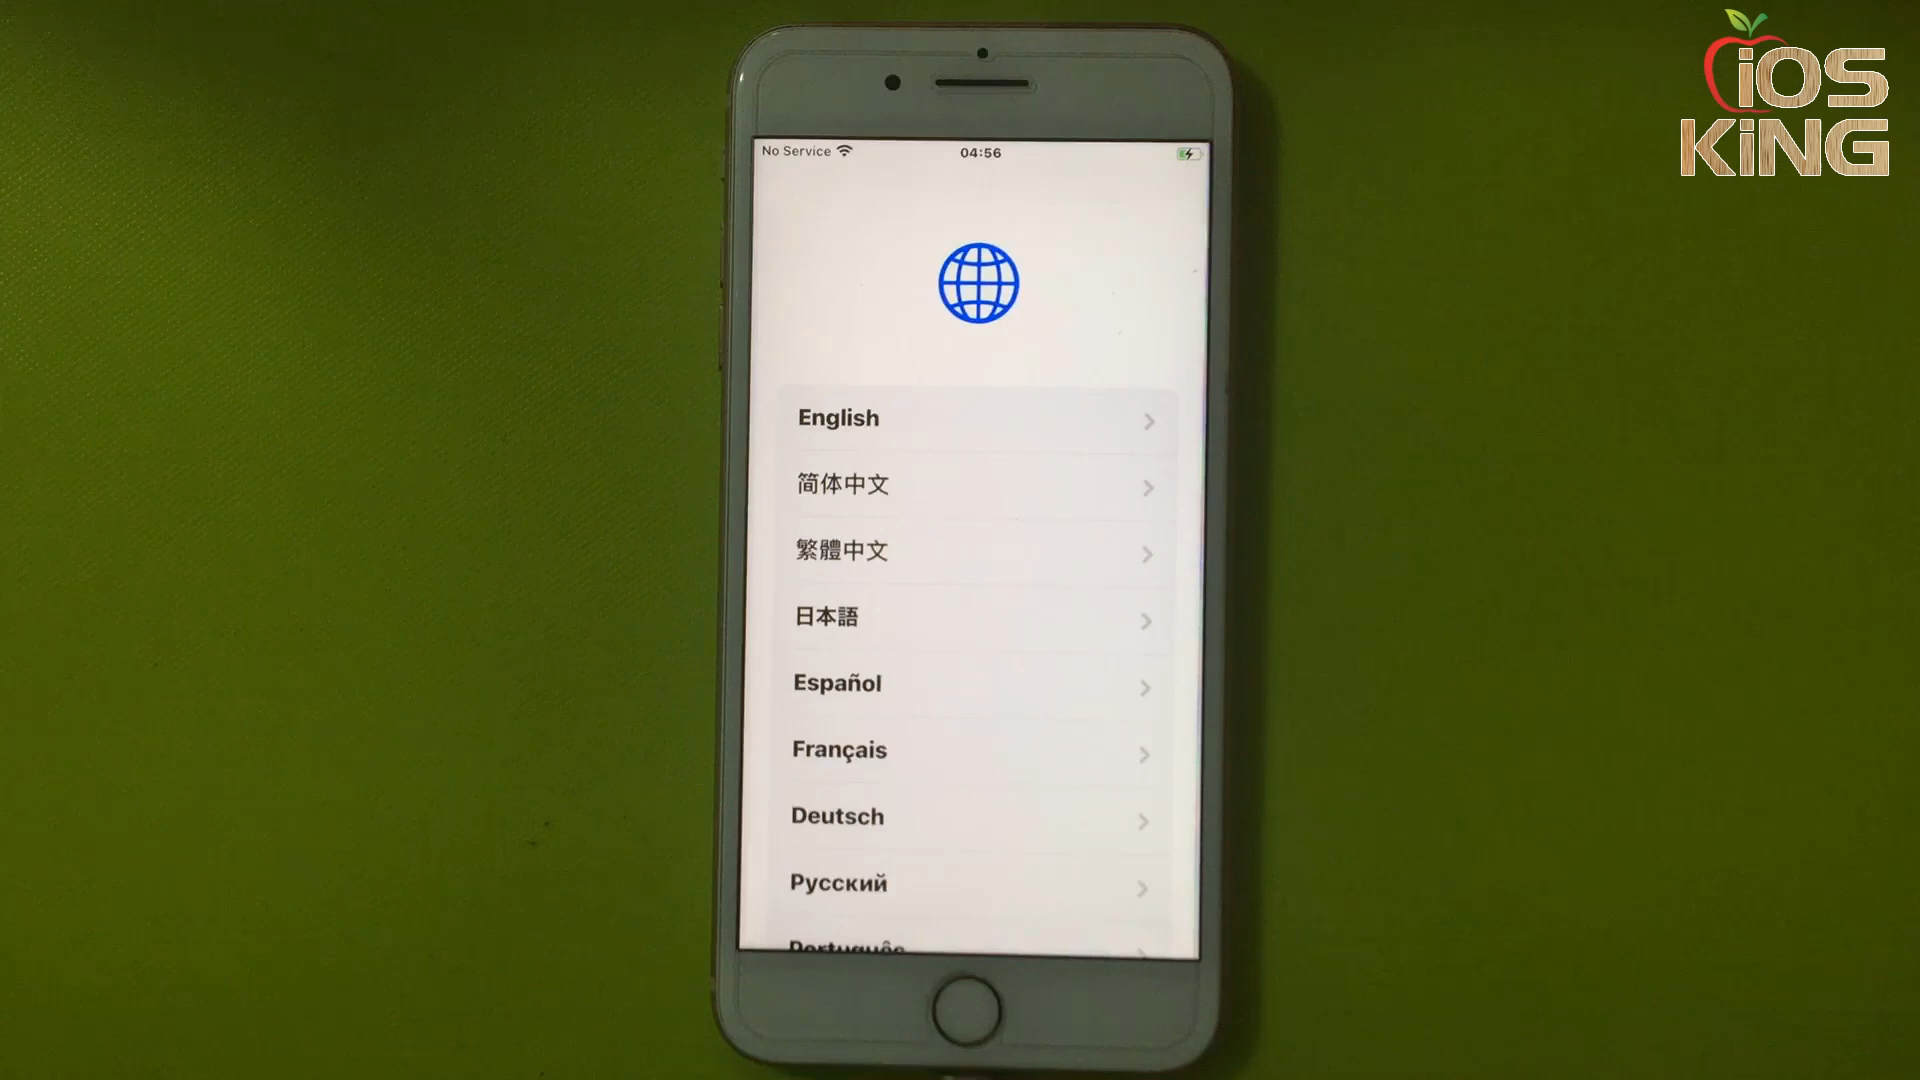 iOS
KiNG
No Service
04:56
English
简体中文
繁體中文
日本語
Español
Français
Deutsch
Русский
Português